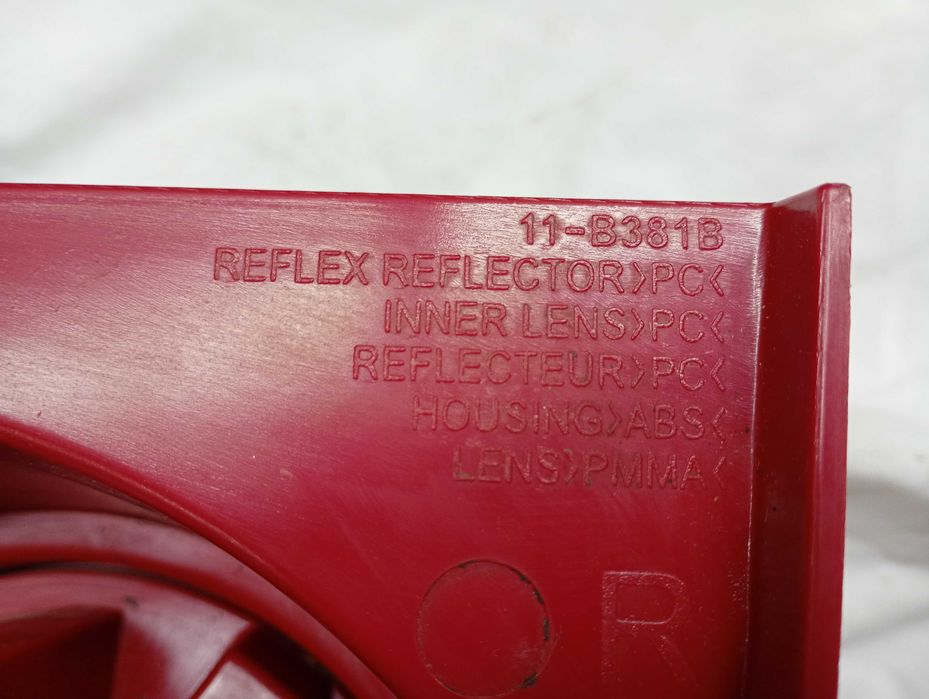 11-B381B
REFLEX REFLECTOR>PC<
INNER LENS>PC<
REFLECTEUR>PC<
HOUSING>ABS<
LENS>PMMA<
R